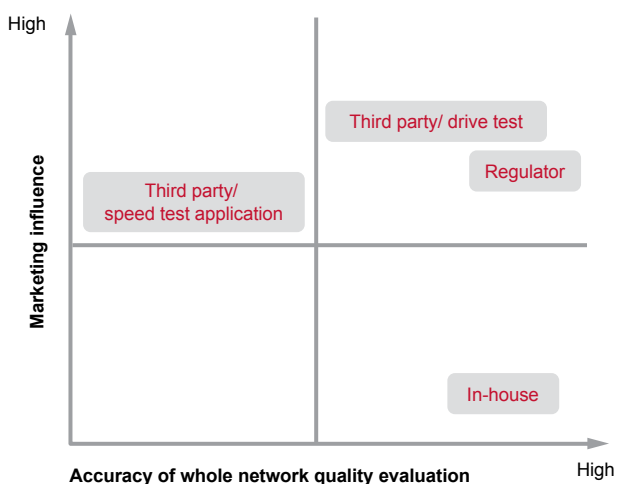 High
Third party/ drive test
Regulator
Third party/
speed test application
Marketing influence
In-house
Accuracy of whole network quality evaluation
High